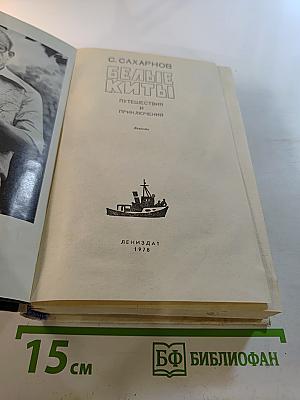 С. САХАРНОВ
БЕЛЫЕ
КИТЫ
ПУТЕШЕСТВИЯ
И
ПРИКЛЮЧЕНИЯ
ЛЕНИЗДАТ
1978
15 см
БФ БИБЛИОФАН